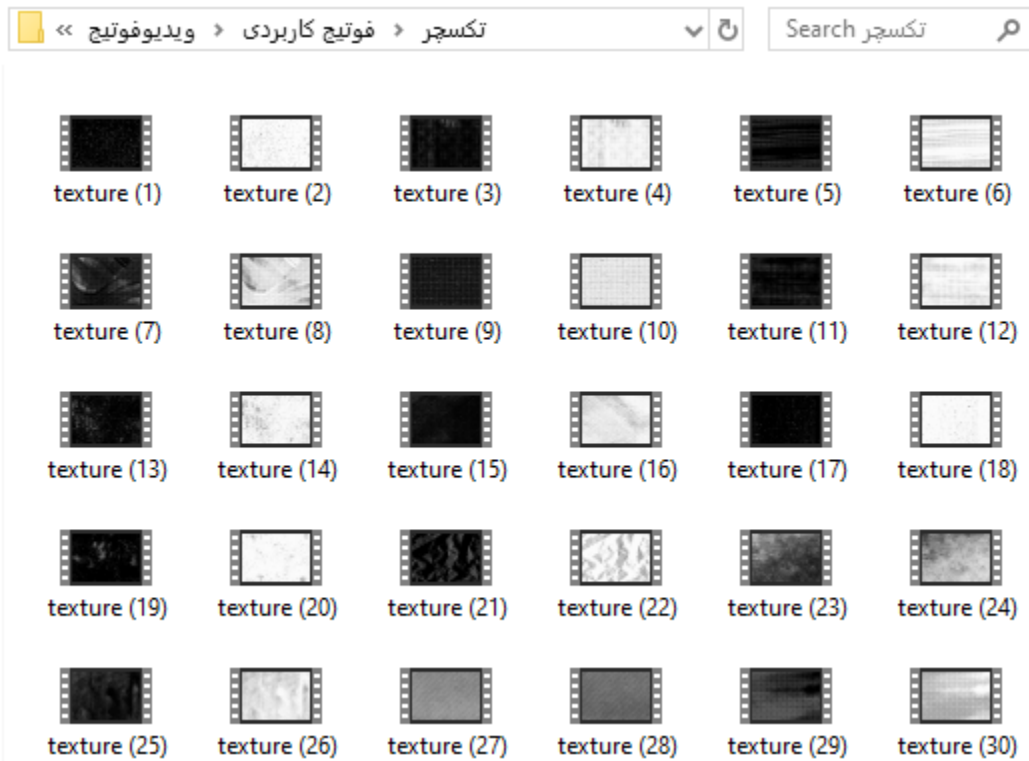 « ویدیوفوتیج › فوتیج کاربردی › تکسچر
Search تکسچر
texture (1) texture (2) texture (3) texture (4) texture (5) texture (6)
texture (7) texture (8) texture (9) texture (10) texture (11) texture (12)
texture (13) texture (14) texture (15) texture (16) texture (17) texture (18)
texture (19) texture (20) texture (21) texture (22) texture (23) texture (24)
texture (25) texture (26) texture (27) texture (28) texture (29) texture (30)